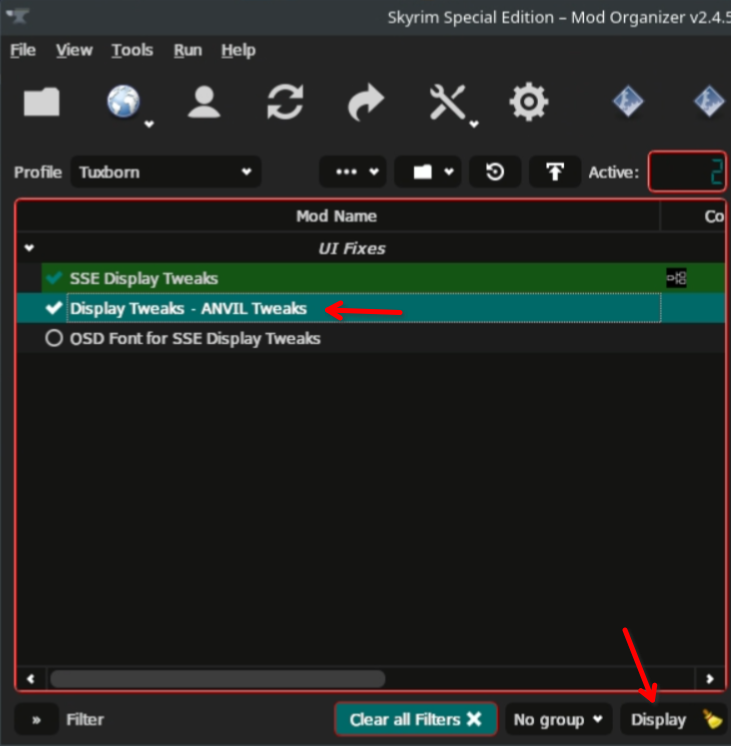 Skyrim Special Edition – Mod Organizer v2.4.5
File View Tools Run Help
Profile Tuxborn Active: 2
Mod Name Co
UI Fixes
SSE Display Tweaks
Display Tweaks - ANVIL Tweaks
OSD Font for SSE Display Tweaks
» Filter Clear all Filters No group Display